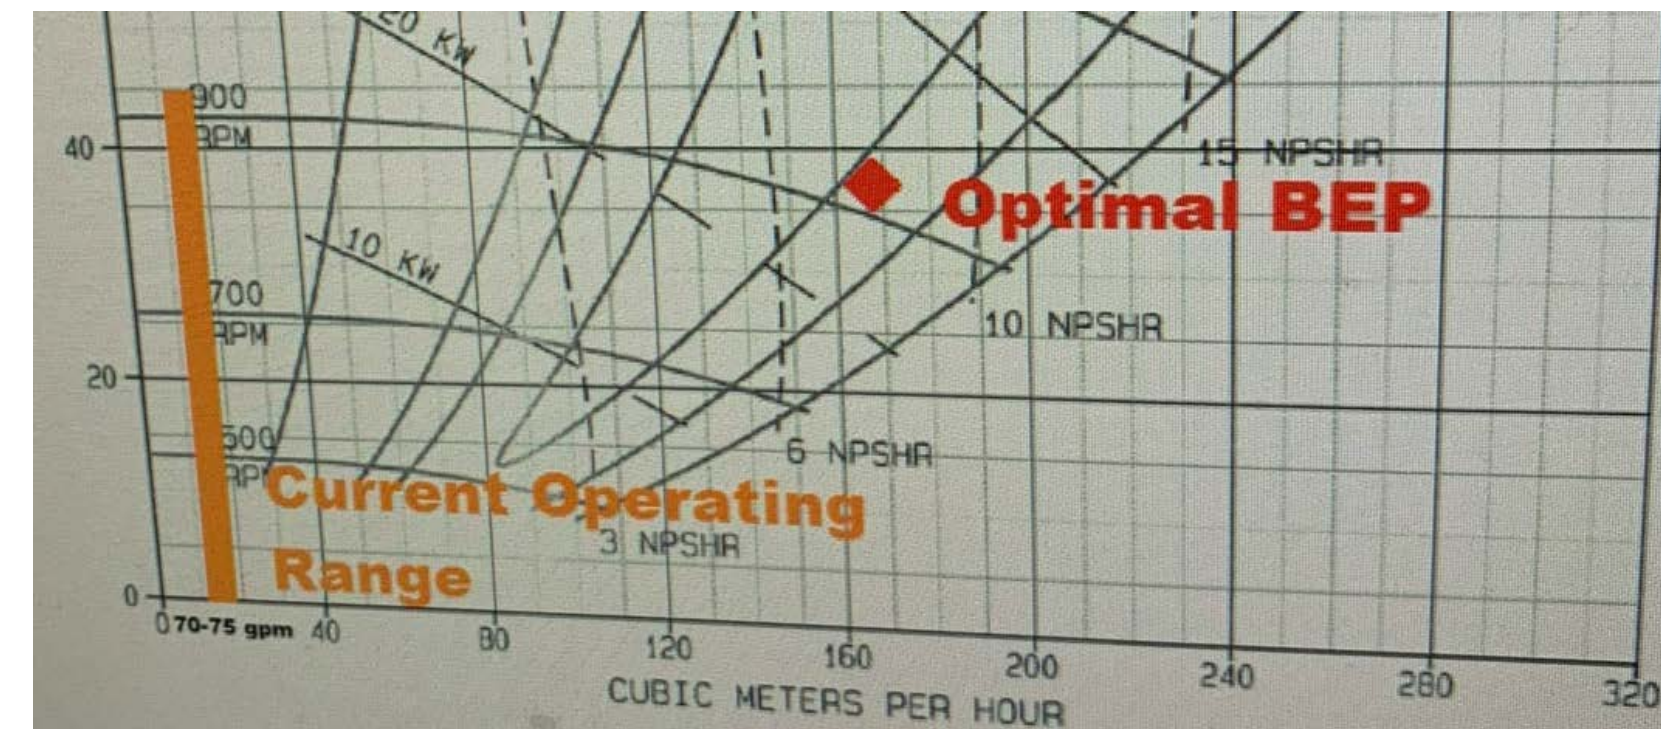 20 KW
900
RPM
40
15 NPSHR
Optimal BEP
10 KW
700
RPM
10 NPSHR
20
500
RP
6 NPSHR
Current Operating
3 NPSHR
Range
0
0 70-75 gpm 40 80 120 160 200 240 280 320
CUBIC METERS PER HOUR